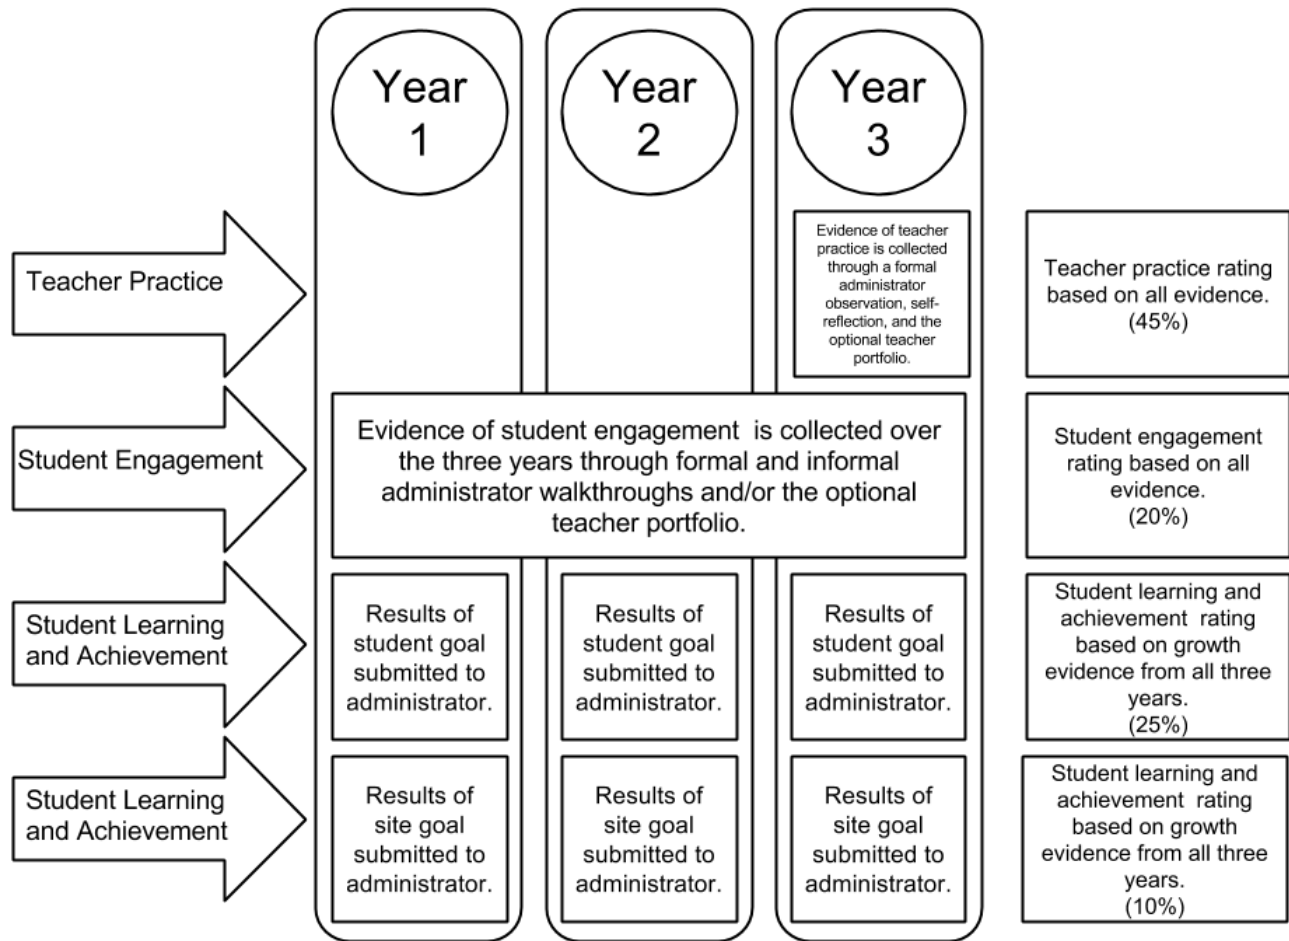 Year
1
Year
2
Year
3
Teacher Practice
Evidence of teacher
practice is collected
through a formal
administrator
observation, self-
reflection, and the
optional teacher
portfolio.
Teacher practice rating
based on all evidence.
(45%)
Student Engagement
Evidence of student engagement  is collected over
the three years through formal and informal
administrator walkthroughs and/or the optional
teacher portfolio.
Student engagement
rating based on all
evidence.
(20%)
Student Learning
and Achievement
Results of
student goal
submitted to
administrator.
Results of
student goal
submitted to
administrator.
Results of
student goal
submitted to
administrator.
Student learning and
achievement  rating
based on growth
evidence from all three
years.
(25%)
Student Learning
and Achievement
Results of
site goal
submitted to
administrator.
Results of
site goal
submitted to
administrator.
Results of
site goal
submitted to
administrator.
Student learning and
achievement  rating
based on growth
evidence from all three
years.
(10%)